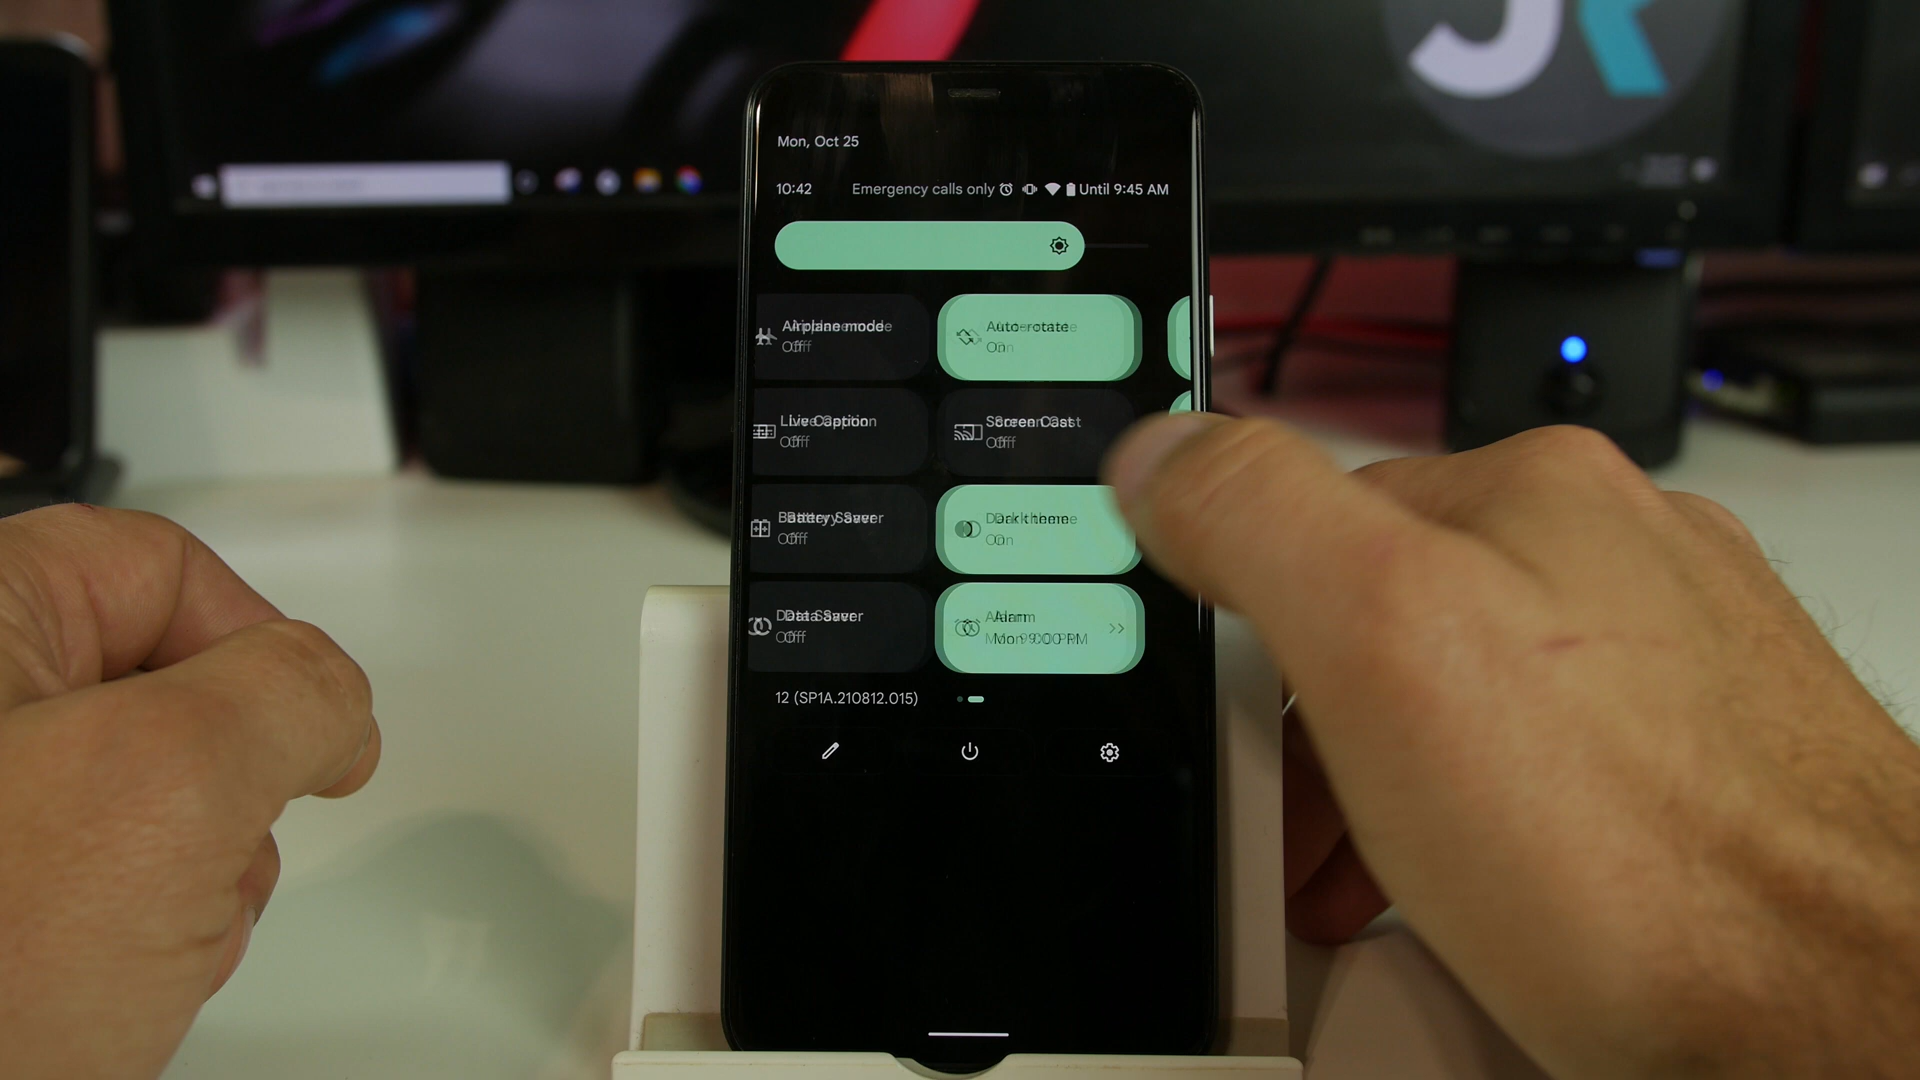 Mon, Oct 25
10:42 Emergency calls only Until 9:45 AM
Airplane mode
Off
Auto-rotate
On
Live Caption
Off
Screen Cast
Off
Battery Saver
Off
Dark theme
On
Data Saver
Off
Alarm
Mon 9:00 PM
12 (SP1A.210812.015)
JR